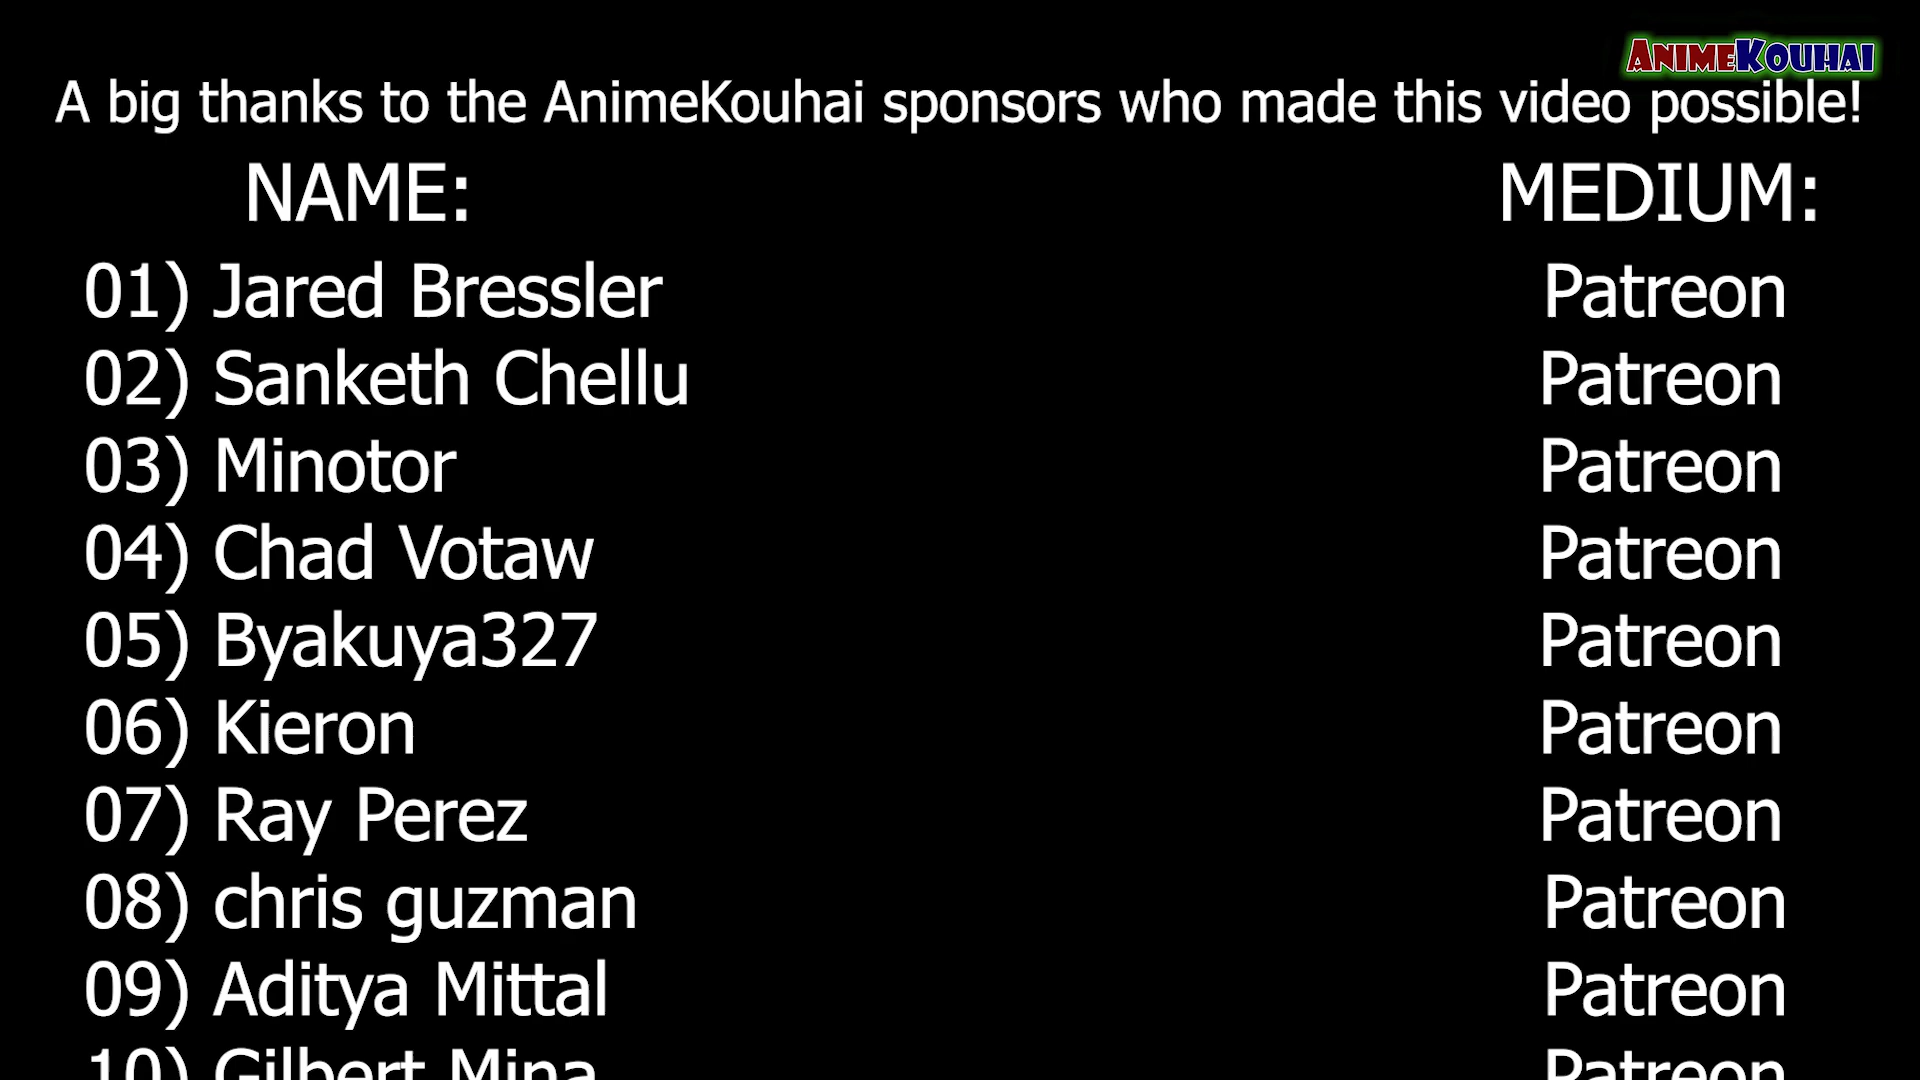 ANIMEKOUHAI
A big thanks to the AnimeKouhai sponsors who made this video possible!
NAME: MEDIUM:
01) Jared Bressler Patreon
02) Sanketh Chellu Patreon
03) Minotor Patreon
04) Chad Votaw Patreon
05) Byakuya327 Patreon
06) Kieron Patreon
07) Ray Perez Patreon
08) chris guzman Patreon
09) Aditya Mittal Patreon
10) Gilbert Mina Patreon